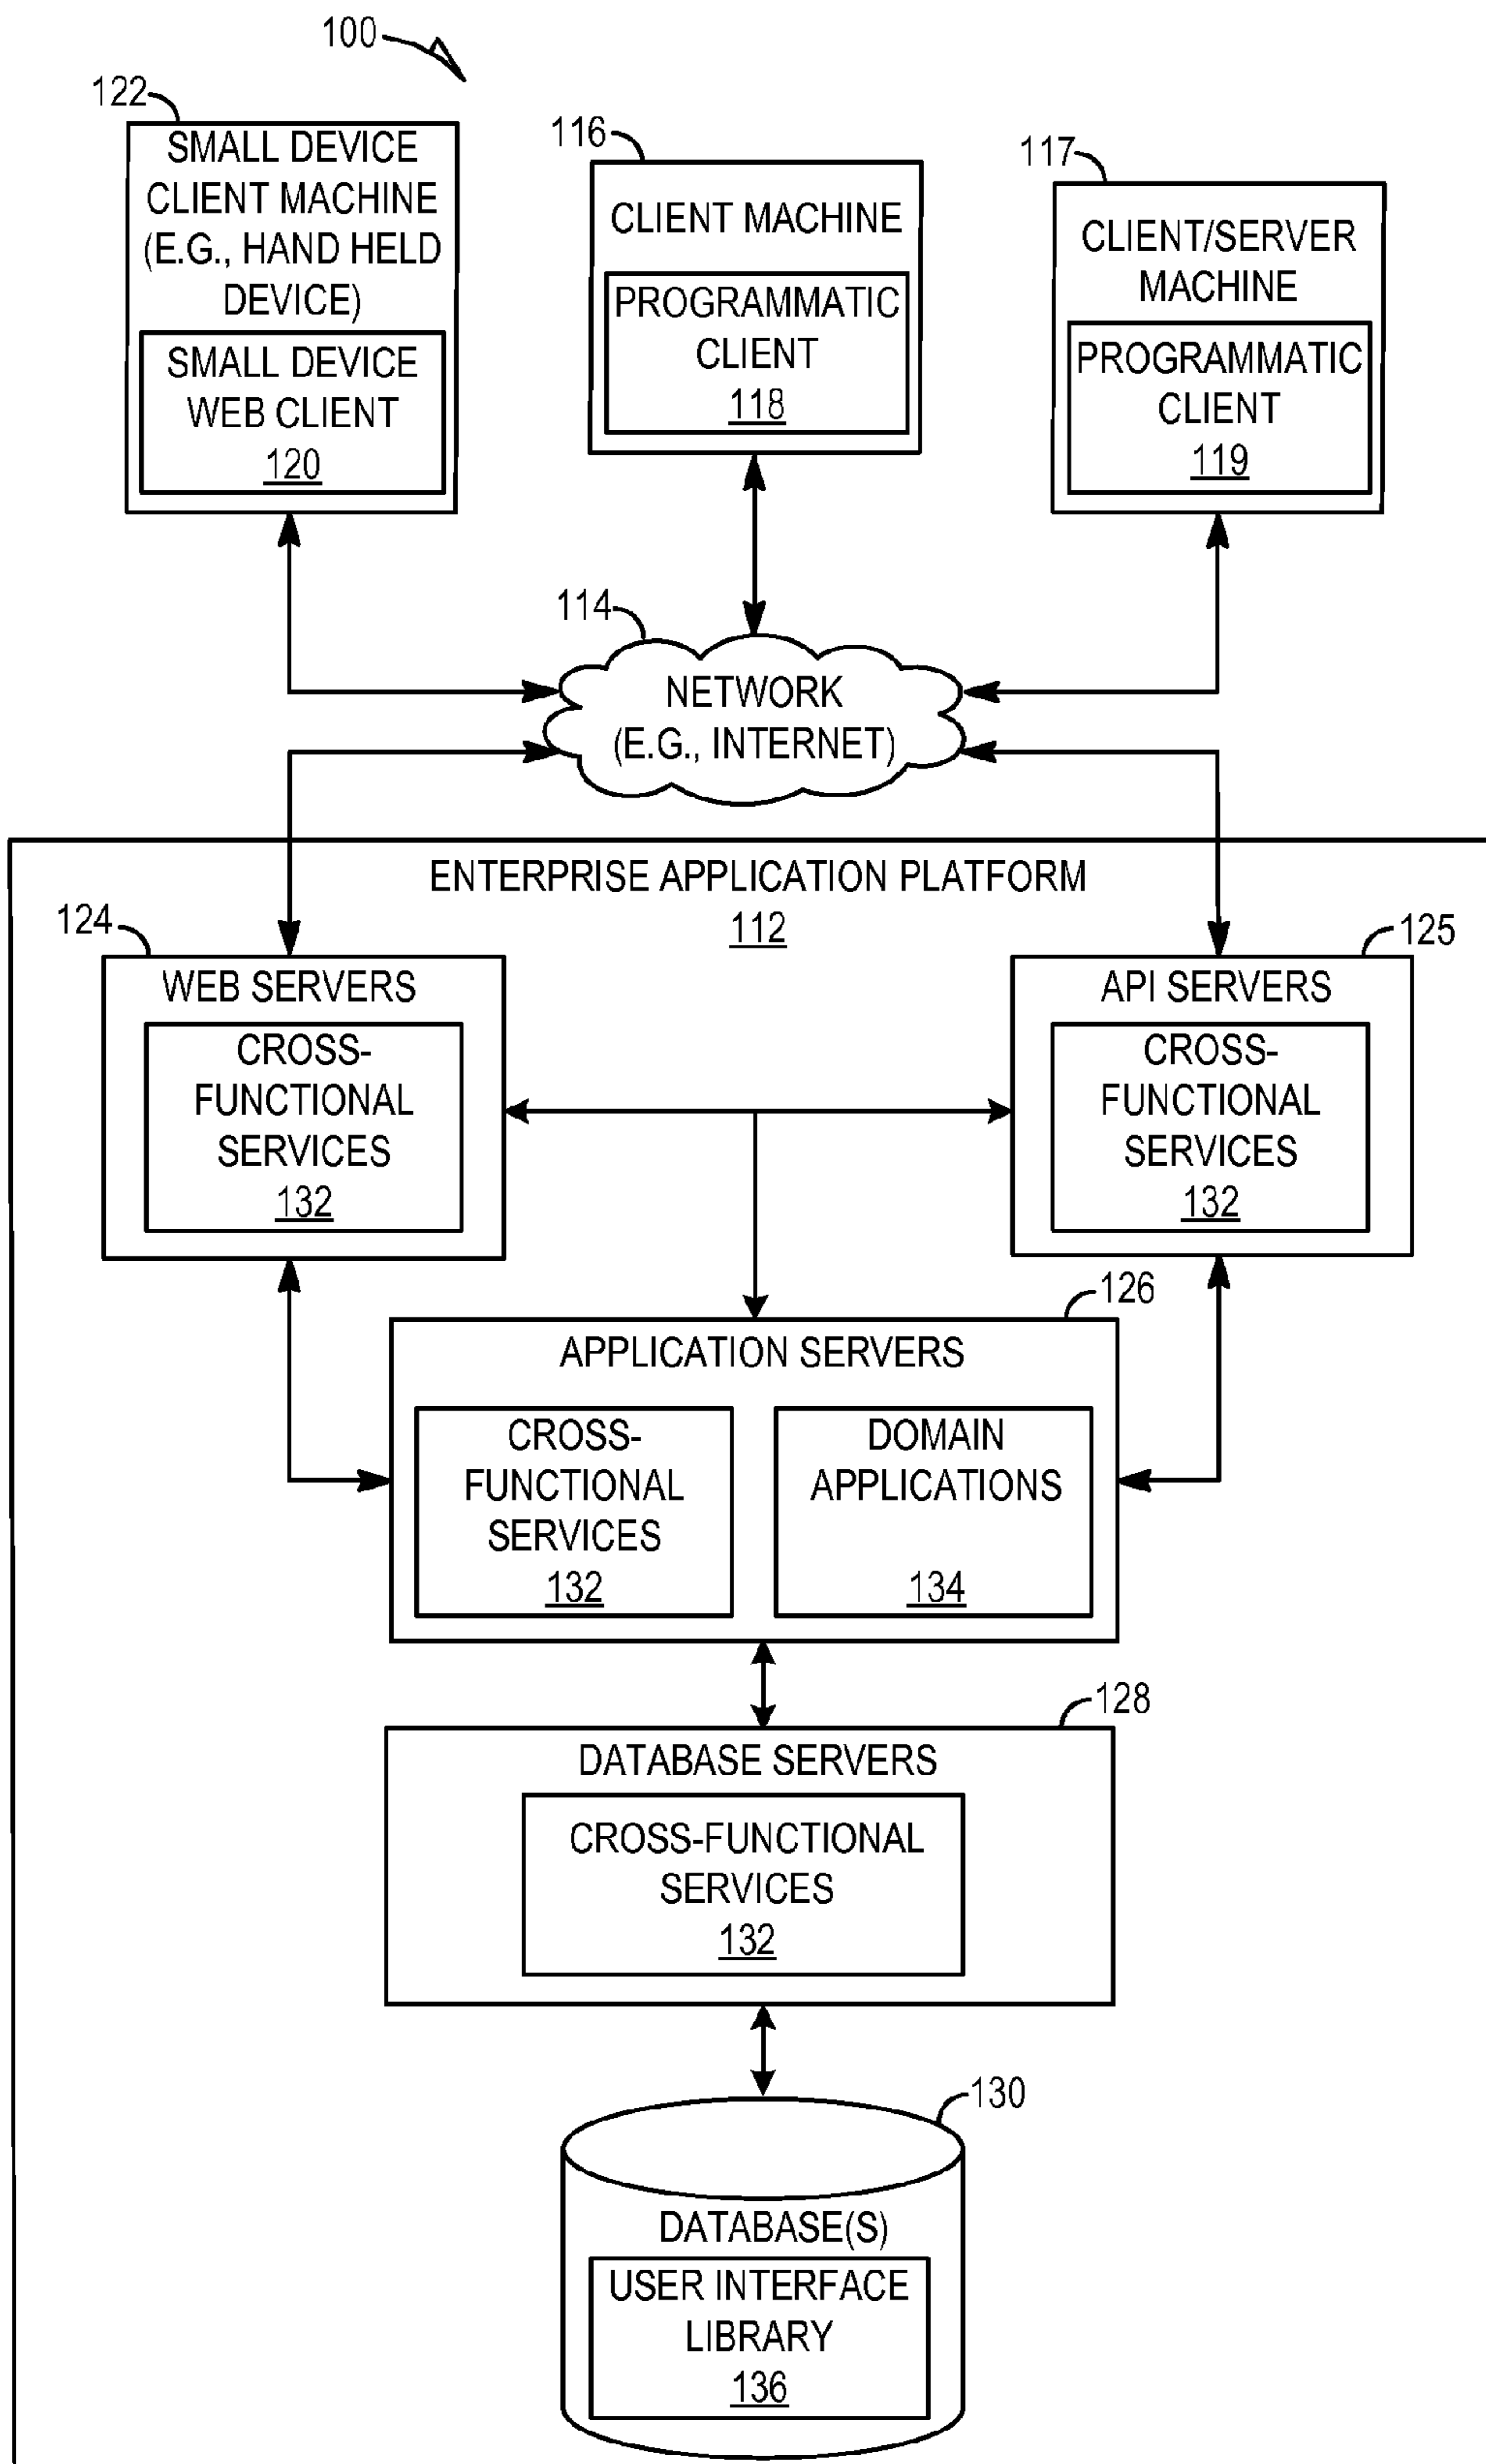 100
122
SMALL DEVICE
CLIENT MACHINE
(E.G., HAND HELD
DEVICE)
SMALL DEVICE
WEB CLIENT
120
116
CLIENT MACHINE
PROGRAMMATIC
CLIENT
118
117
CLIENT/SERVER
MACHINE
PROGRAMMATIC
CLIENT
119
114
NETWORK
(E.G., INTERNET)
ENTERPRISE APPLICATION PLATFORM
112
124
WEB SERVERS
CROSS-
FUNCTIONAL
SERVICES
132
125
API SERVERS
CROSS-
FUNCTIONAL
SERVICES
132
126
APPLICATION SERVERS
CROSS-
FUNCTIONAL
SERVICES
132
DOMAIN
APPLICATIONS
134
128
DATABASE SERVERS
CROSS-FUNCTIONAL
SERVICES
132
130
DATABASE(S)
USER INTERFACE
LIBRARY
136